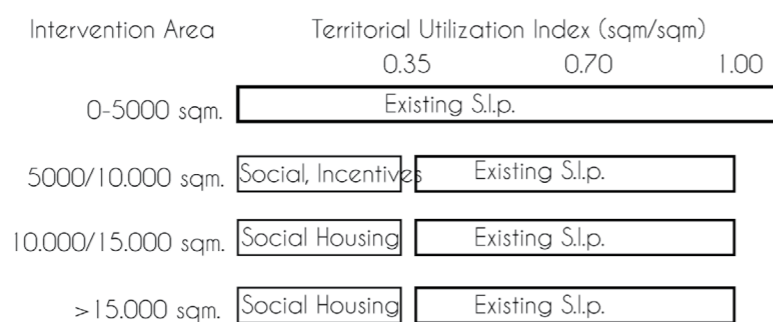 Intervention Area Territorial Utilization Index (sqm/sqm)
0.35 0.70 1.00
0-5000 sqm. Existing S.l.p.
5000/10.000 sqm. Social, Incentives Existing S.l.p.
10.000/15.000 sqm. Social Housing Existing S.l.p.
>15.000 sqm. Social Housing Existing S.l.p.